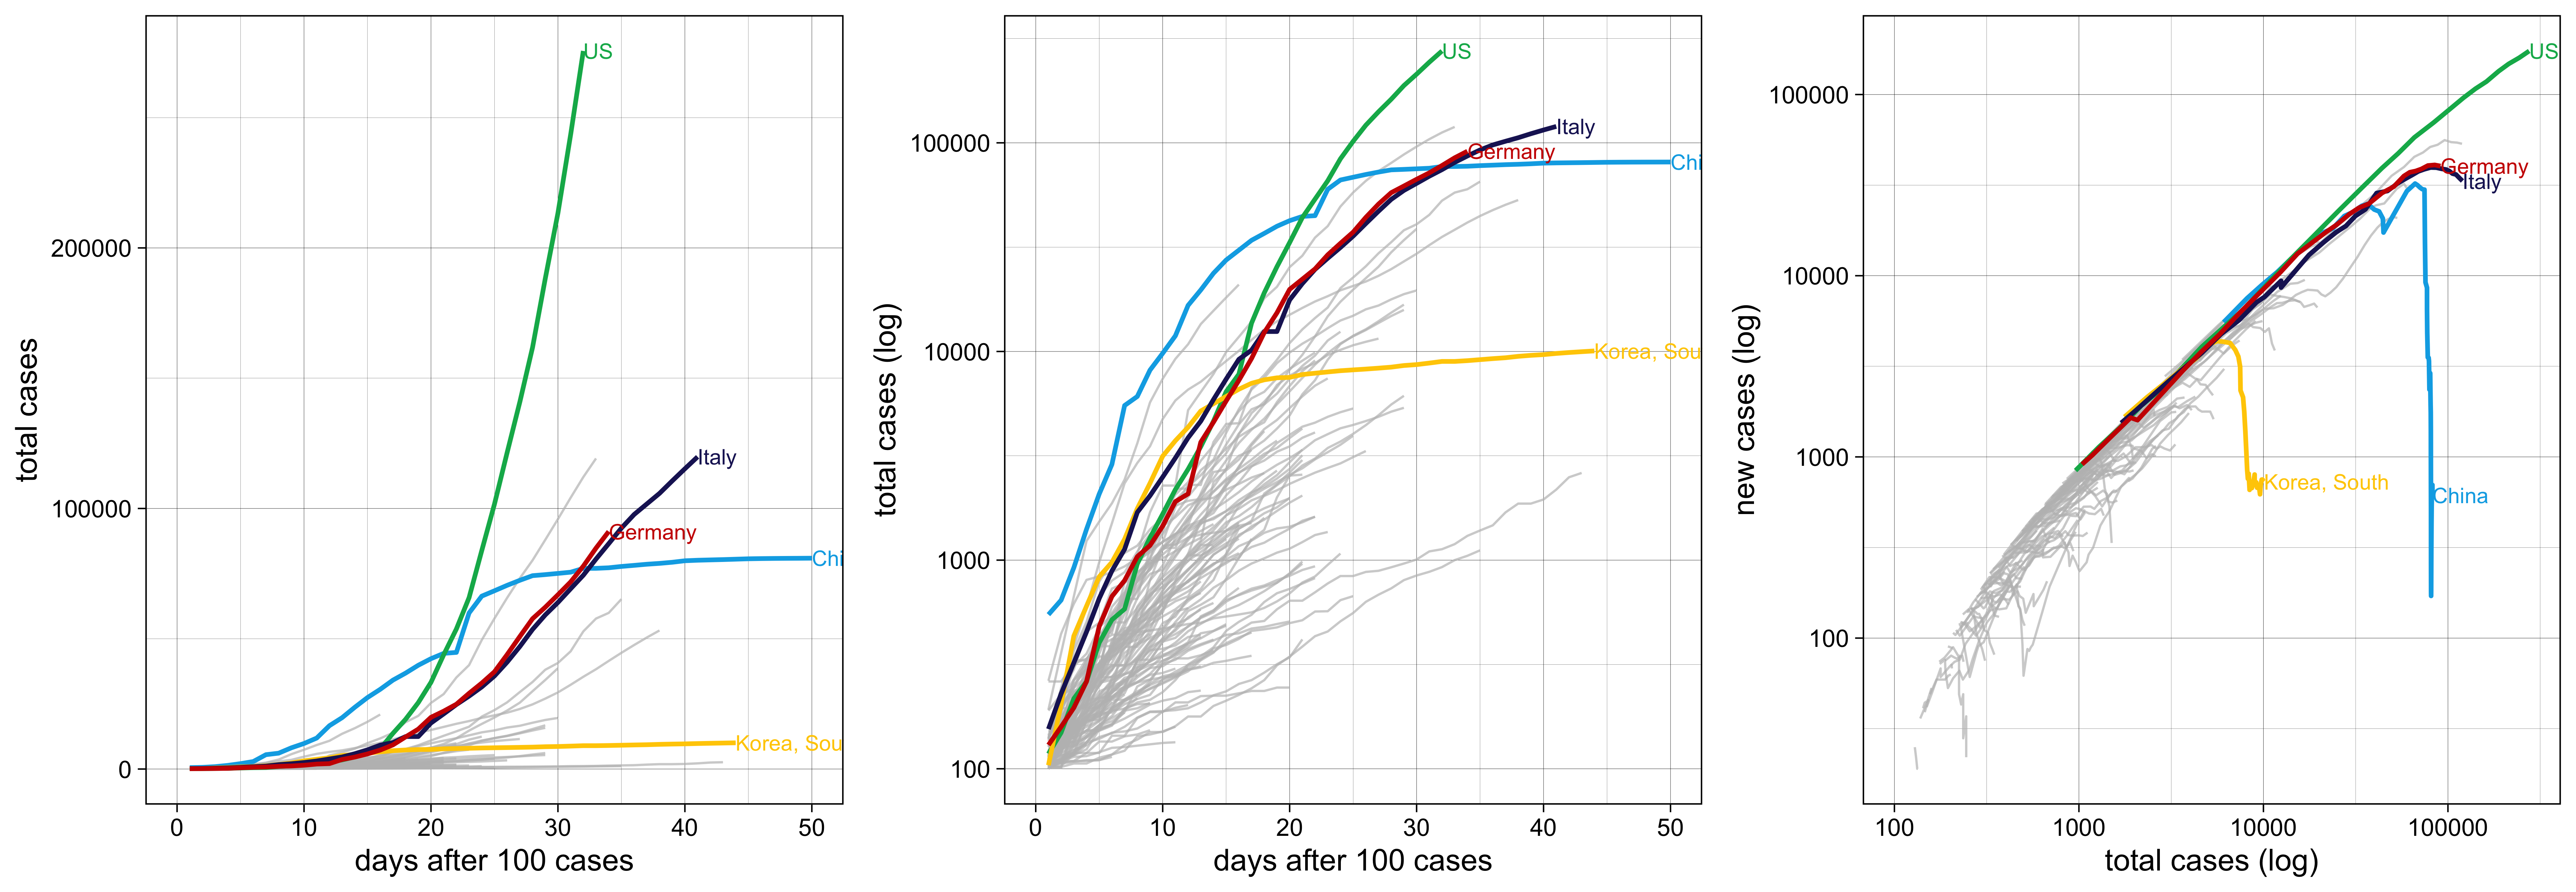 total cases
200000
100000
0
0
10
20
30
40
50
days after 100 cases
US
Italy
Germany
Chi
Korea, Sou
total cases (log)
100000
10000
1000
100
0
10
20
30
40
50
days after 100 cases
US
Italy
Germany
Chi
Korea, Sou
new cases (log)
100000
10000
1000
100
100
1000
10000
100000
total cases (log)
US
Germany
Italy
Korea, South
China